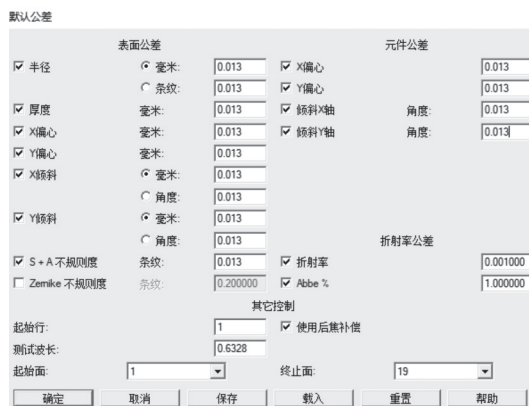 默认公差
表面公差 元件公差
半径 毫米: 0.013 X偏心 0.013
条纹: 0.013 Y偏心 0.013
厚度 毫米: 0.013 倾斜X轴 角度: 0.013
X偏心 毫米: 0.013 倾斜Y轴 角度: 0.013
Y偏心 毫米: 0.013
X倾斜 毫米: 0.013
角度: 0.013
Y倾斜 毫米: 0.013
角度: 0.013 折射率公差
S + A 不规则度 条纹: 0.013 折射率 0.001000
Zernike 不规则度 条纹: 0.200000 Abbe % 1.000000
其它控制
起始行: 1 使用后焦补偿
测试波长: 0.6328
起始面: 1 终止面: 19
确定 取消 保存 载入 重置 帮助